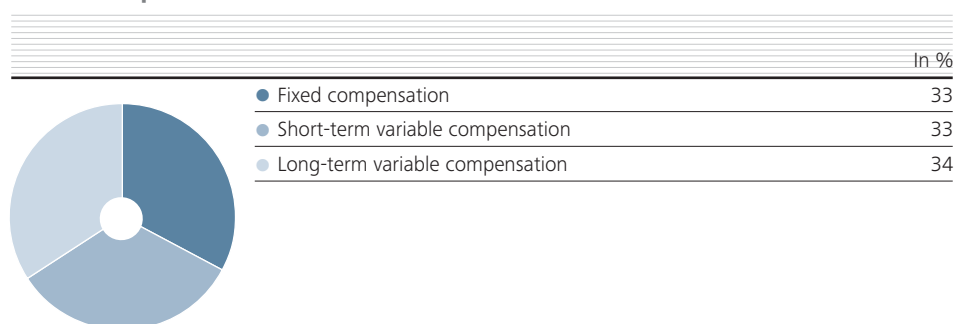 In %
Fixed compensation 33
Short-term variable compensation 33
Long-term variable compensation 34